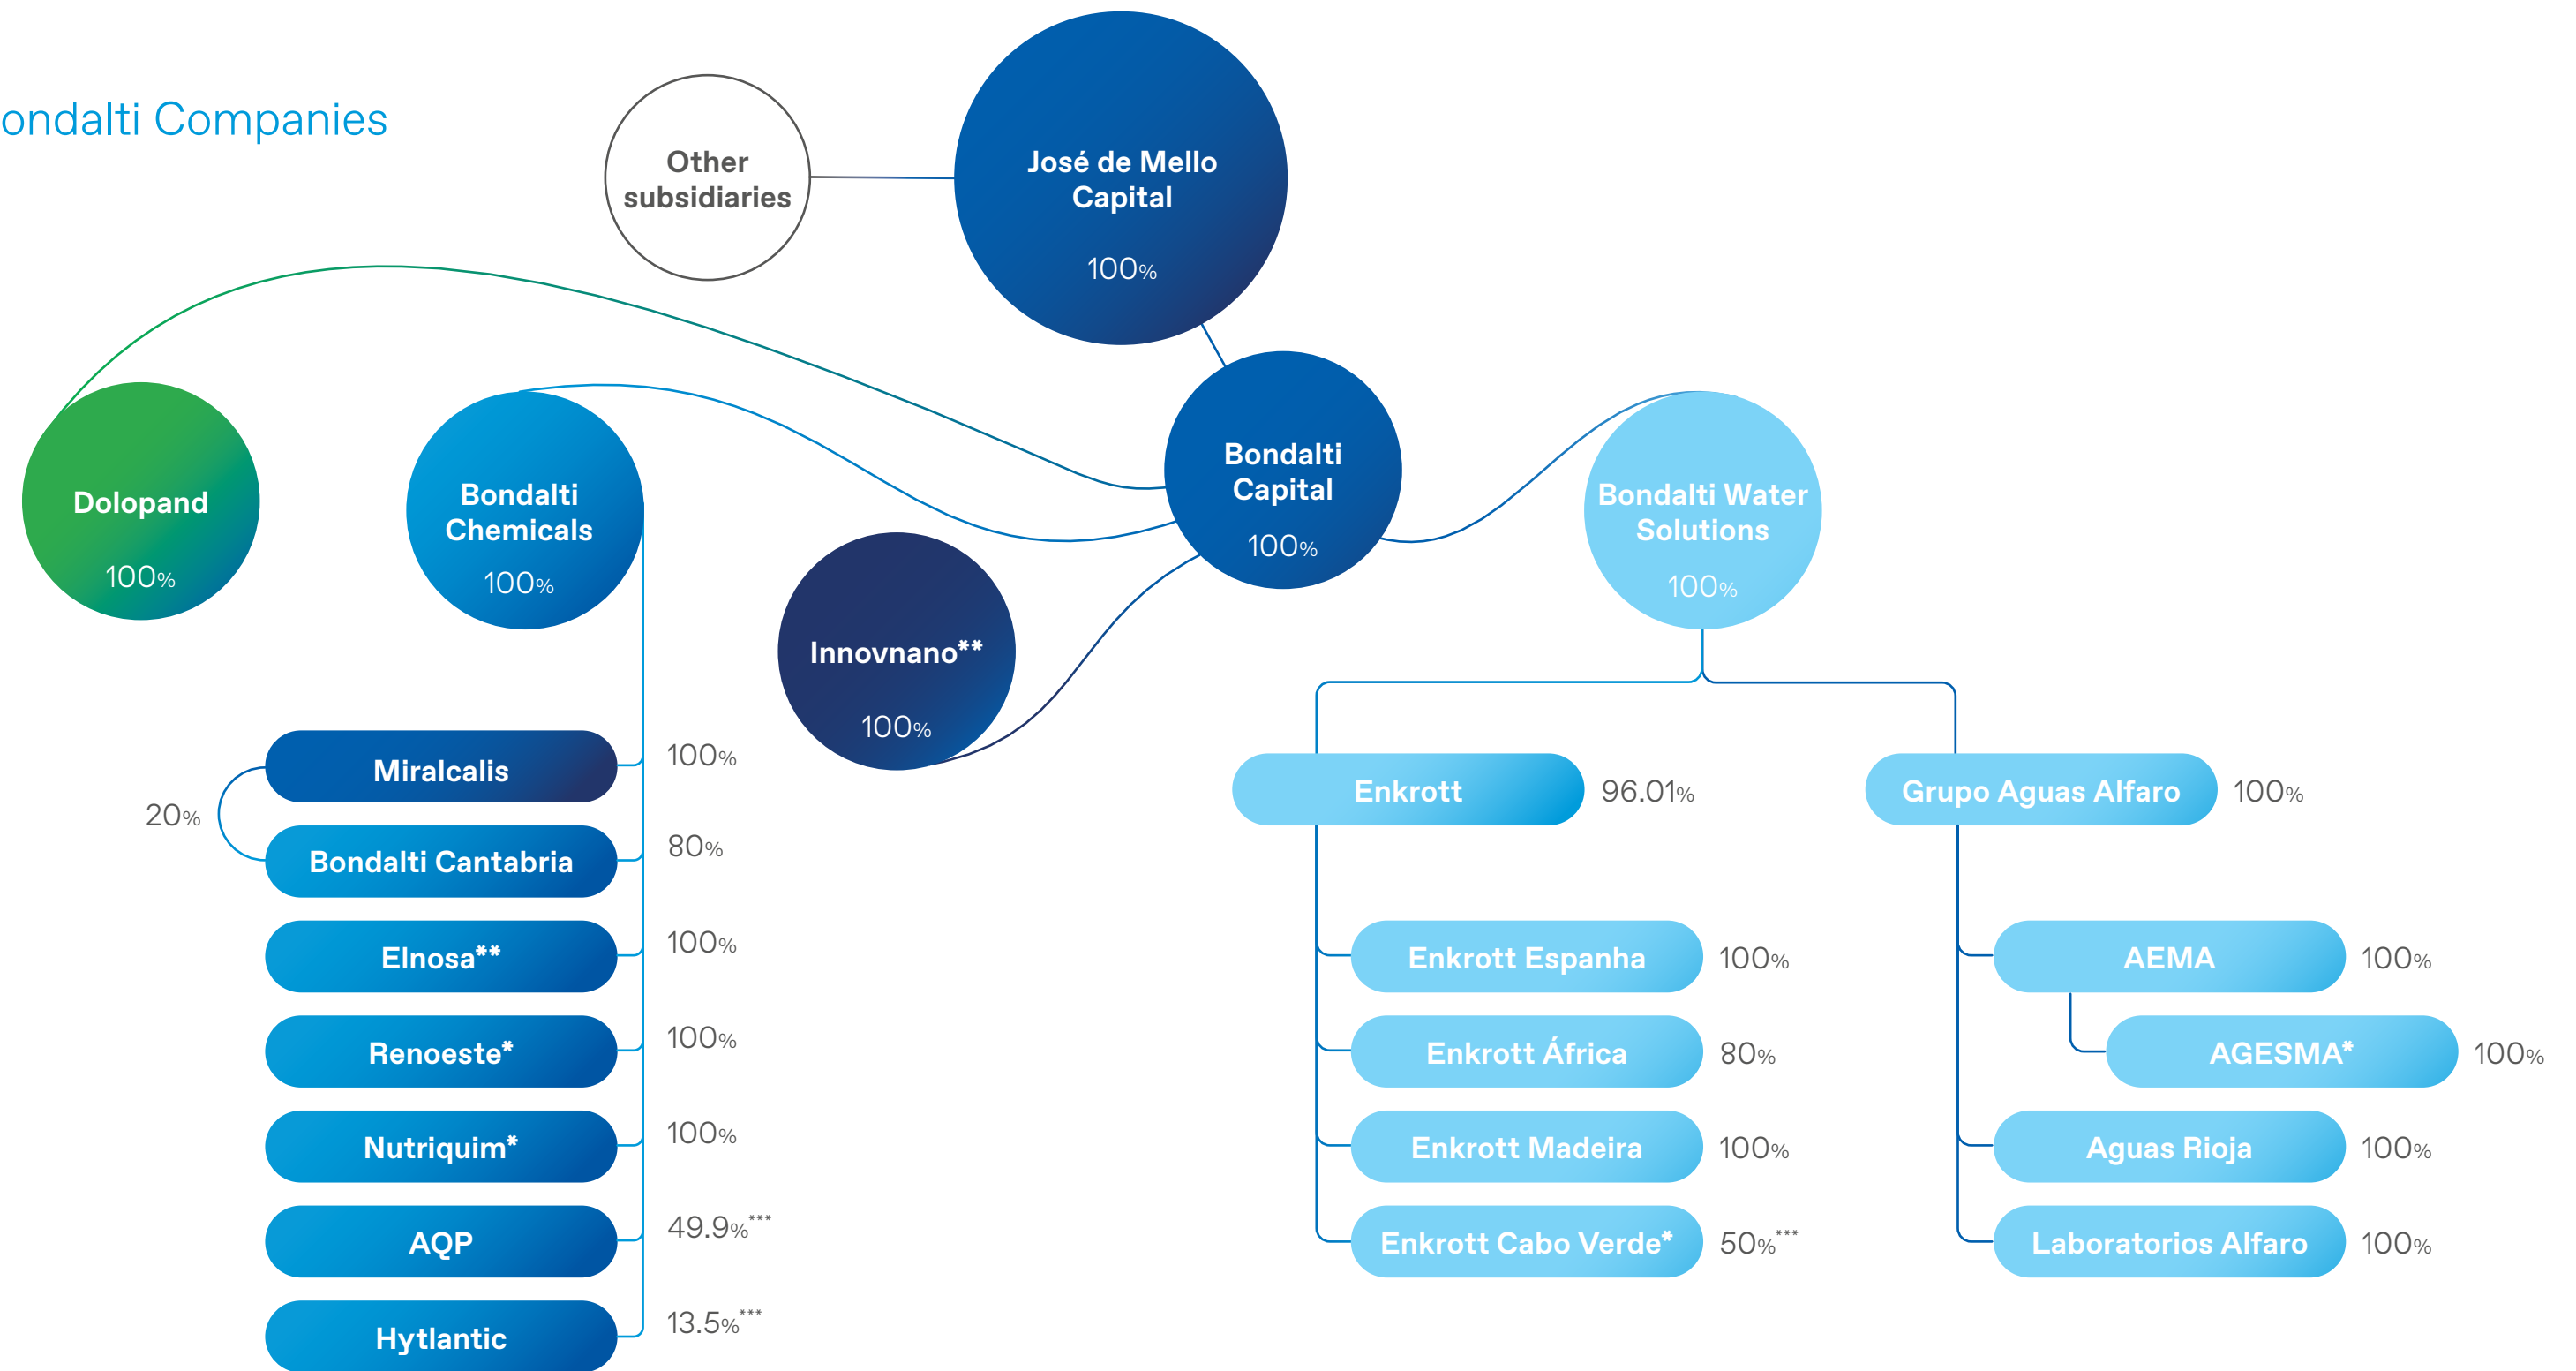 ondalti Companies
Other
subsidiaries
José de Mello
Capital
100%
Dolopand
100%
Bondalti
Chemicals
100%
Innovnano**
100%
Bondalti
Capital
100%
Bondalti Water
Solutions
100%
Miralcalis
100%
20%
Bondalti Cantabria
80%
Elnosa**
100%
Renoeste*
100%
Nutriquim*
100%
AQP
49.9%***
Hytlantic
13.5%***
Enkrott
96.01%
Enkrott Espanha
100%
Enkrott África
80%
Enkrott Madeira
100%
Enkrott Cabo Verde*
50%***
Grupo Aguas Alfaro
100%
AEMA
100%
AGESMA*
100%
Aguas Rioja
100%
Laboratorios Alfaro
100%